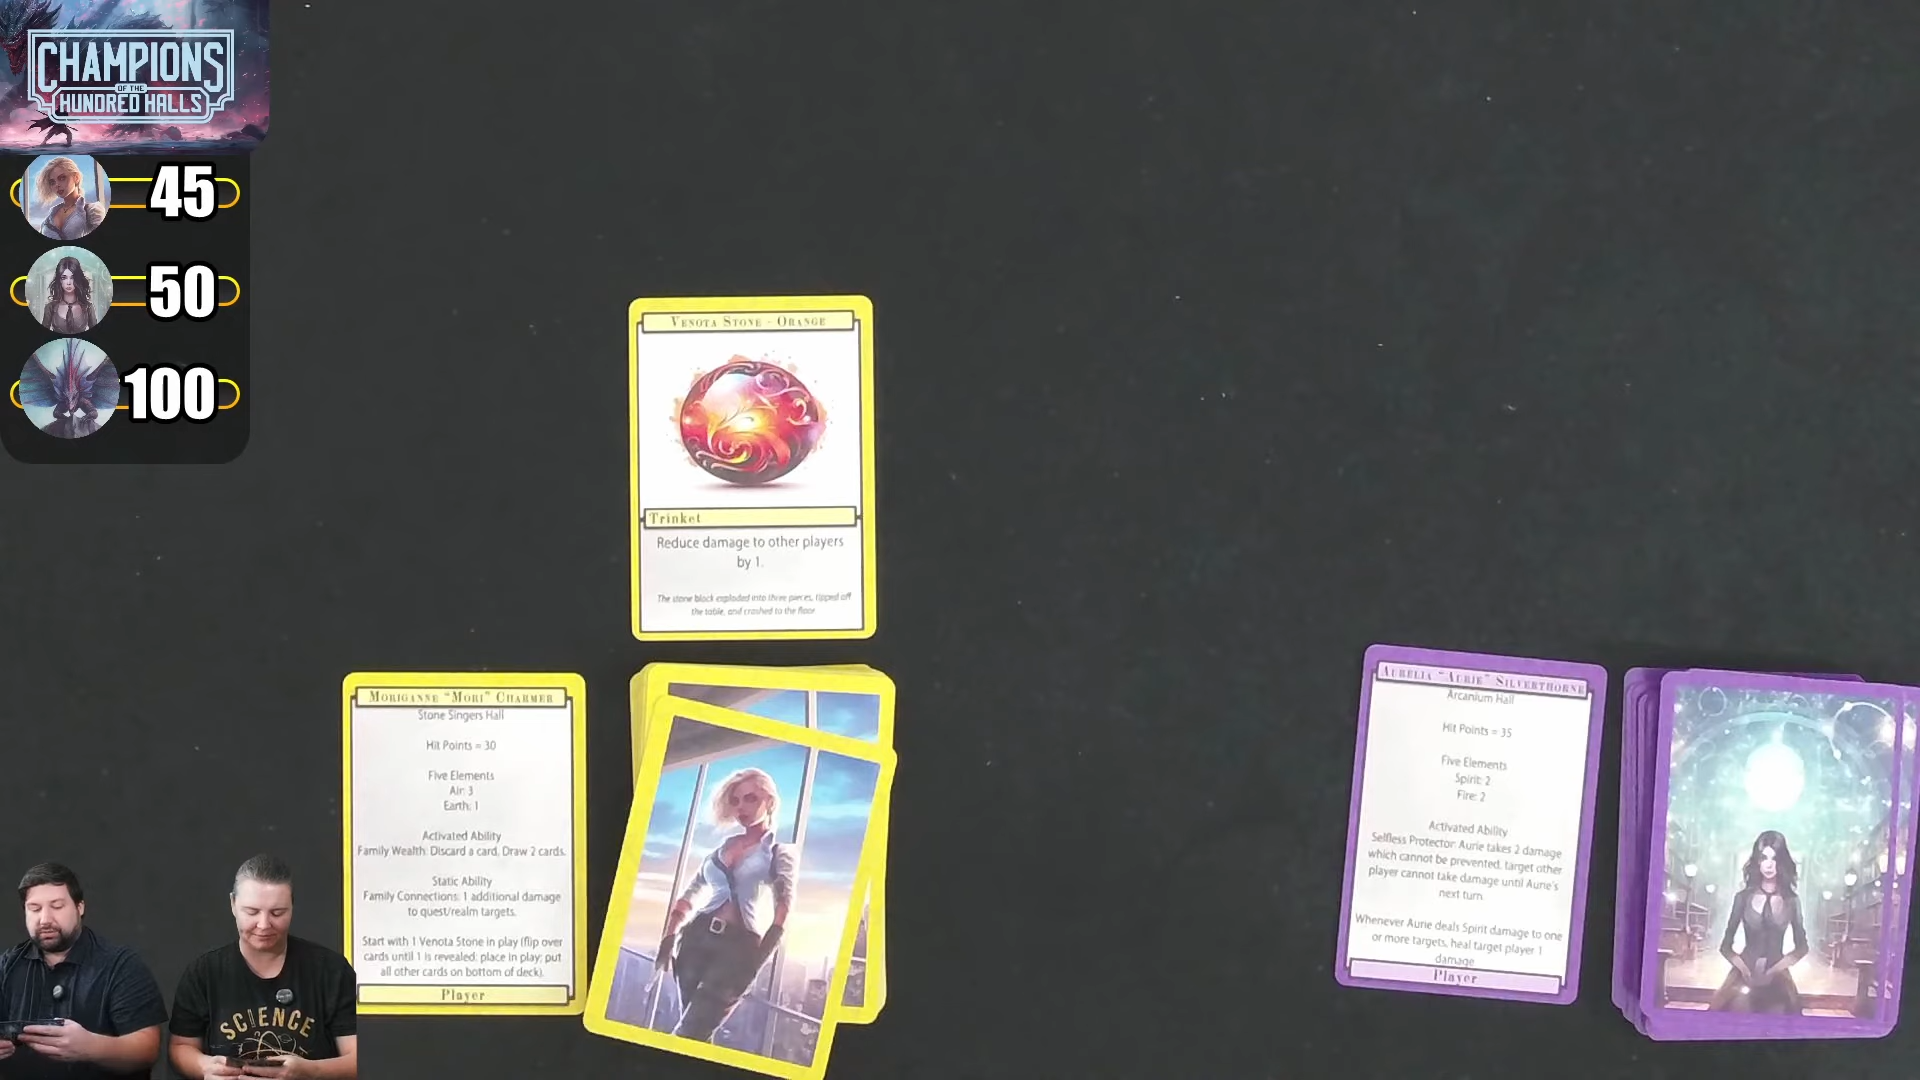 CHAMPIONS
OF THE
HUNDRED HALLS
45
50
100
Venota Stone - Orange
Trinket
Reduce damage to other players
by 1.
The stone block exploded into three pieces, tipped off
the table, and crashed to the floor.
Moriganne "Mori" Charmer
Stone Singers Hall
Hit Points = 30
Five Elements
Air: 3
Earth: 1
Activated Ability
Family Wealth: Discard a card, Draw 2 cards.
Static Ability
Family Connections: 1 additional damage
to quest/realm targets.
Start with 1 Venota Stone in play (flip over
cards until 1 is revealed; place in play; put
all other cards on bottom of deck).
Player
Aurelia "Aurie" Silverthorne
Arcanium Hall
Hit Points = 35
Five Elements
Spirit: 2
Fire: 2
Activated Ability
Selfless Protector: Aurie takes 2 damage
which cannot be prevented, target other
player cannot take damage until Aurie's
next turn
Whenever Aurie deals Spirit damage to one
or more targets, heal target player 1
damage
Player
SCIENCE